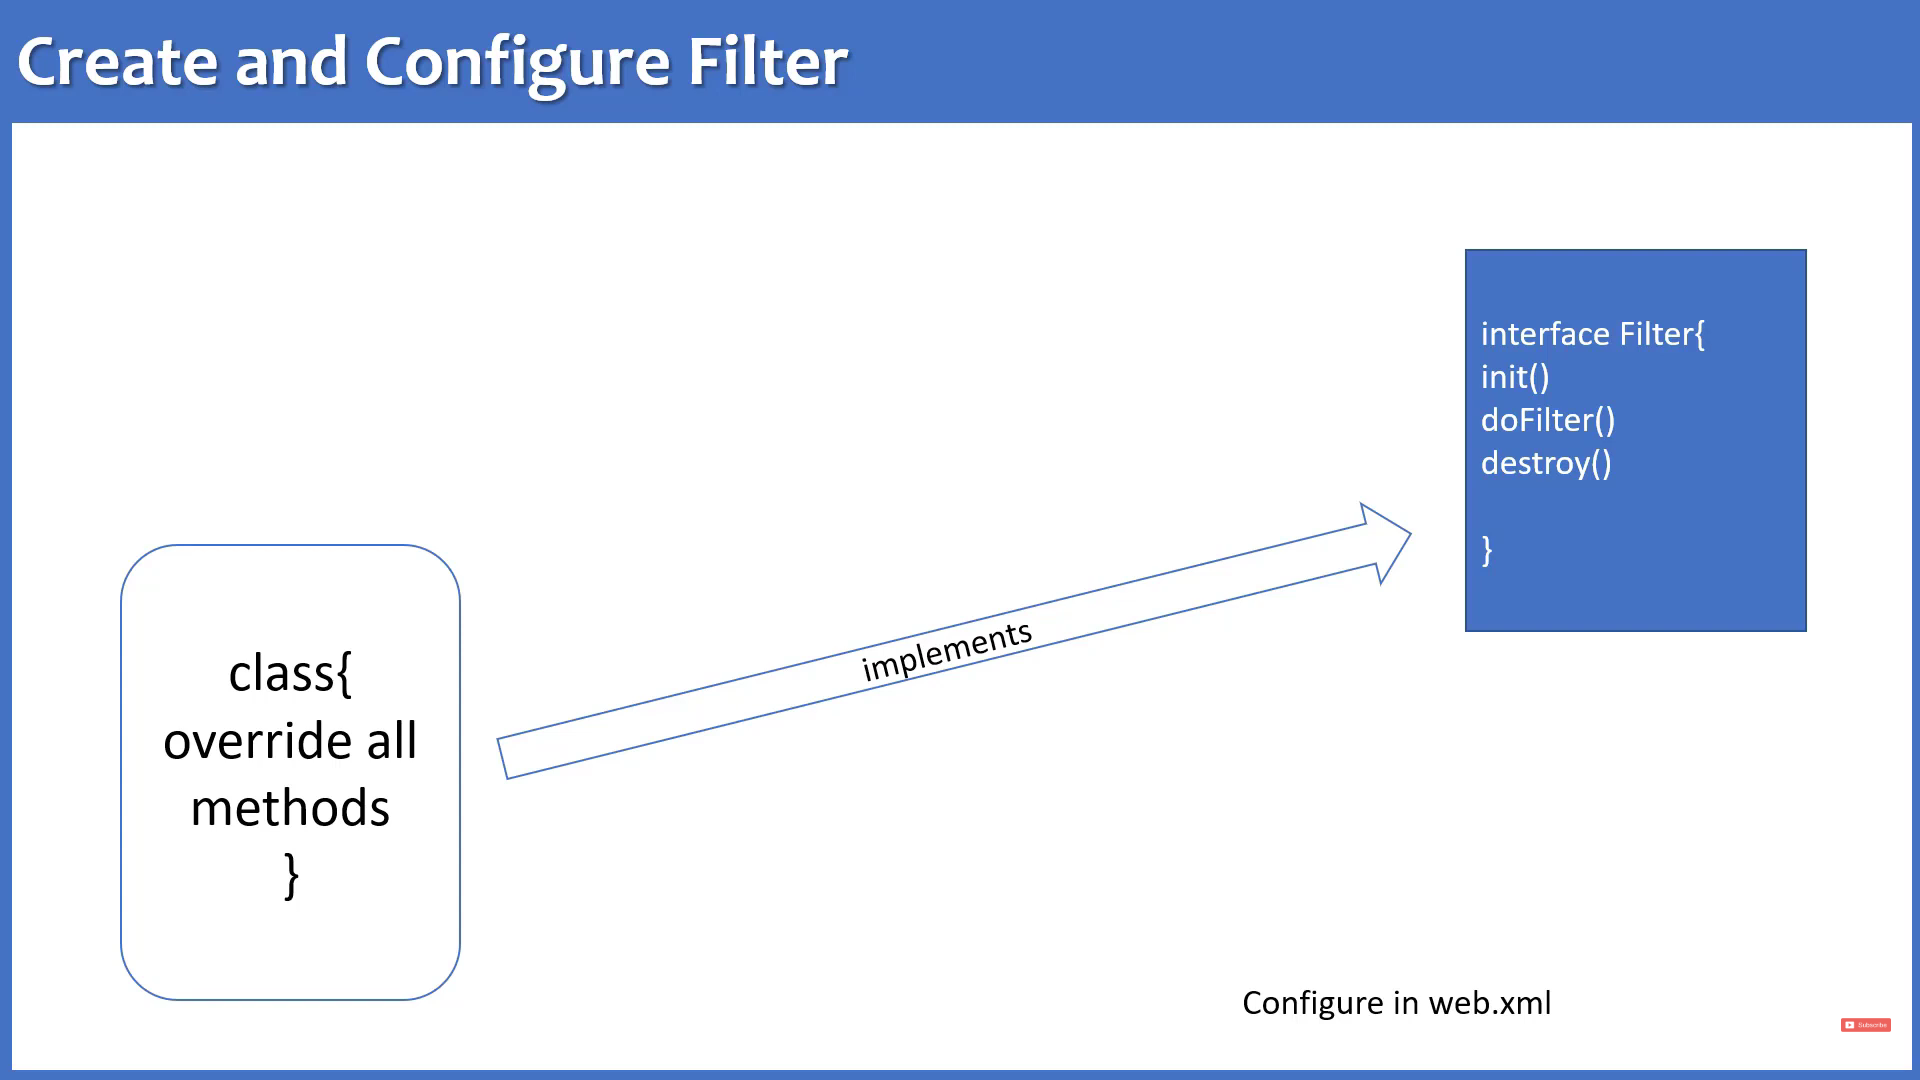 Create and Configure Filter
interface Filter{
init()
doFilter()
destroy()
}
implements
class{
override all
methods
}
Configure in web.xml
Subscribe